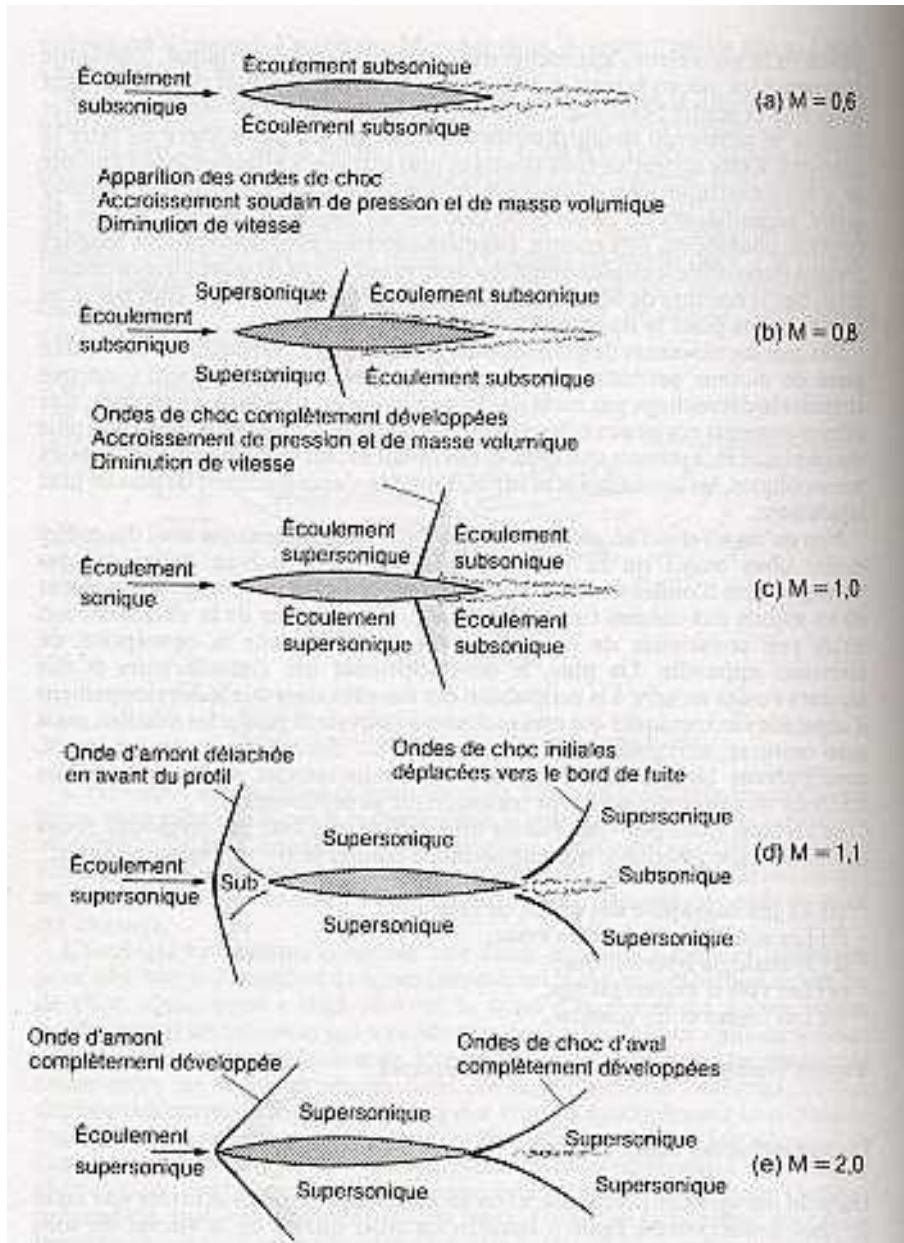 Écoulement subsonique
Écoulement
subsonique
Écoulement subsonique
(a) M = 0,6
Apparition des ondes de choc
Accroissement soudain de pression et de masse volumique
Diminution de vitesse
Supersonique
Écoulement subsonique
Écoulement
subsonique
Supersonique
Écoulement subsonique
(b) M = 0,8
Ondes de choc complètement développées
Accroissement de pression et de masse volumique
Diminution de vitesse
Écoulement
supersonique
Écoulement
subsonique
Écoulement
sonique
Écoulement
supersonique
Écoulement
subsonique
(c) M = 1,0
Onde d'amont détachée
en avant du profil
Ondes de choc initiales
déplacées vers le bord de fuite
Supersonique
Supersonique
Écoulement
supersonique
Sub
Subsonique
(d) M = 1,1
Supersonique
Supersonique
Onde d'amont
complètement développée
Ondes de choc d'aval
complètement développées
Supersonique
Écoulement
supersonique
Supersonique
Supersonique
Supersonique
(e) M = 2,0